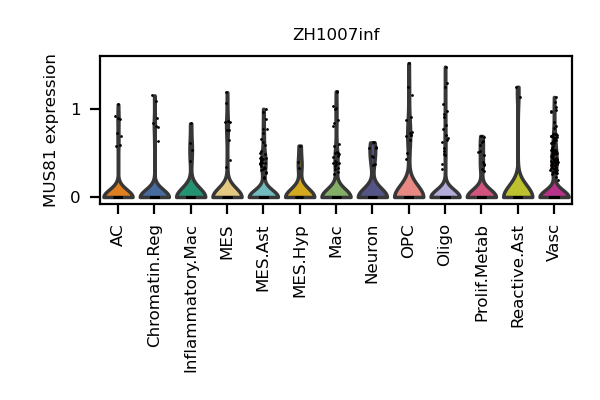 ZH1007inf
MUS81 expression
1
0
AC
Chromatin.Reg
Inflammatory.Mac
MES
MES.Ast
MES.Hyp
Mac
Neuron
OPC
Oligo
Prolif.Metab
Reactive.Ast
Vasc